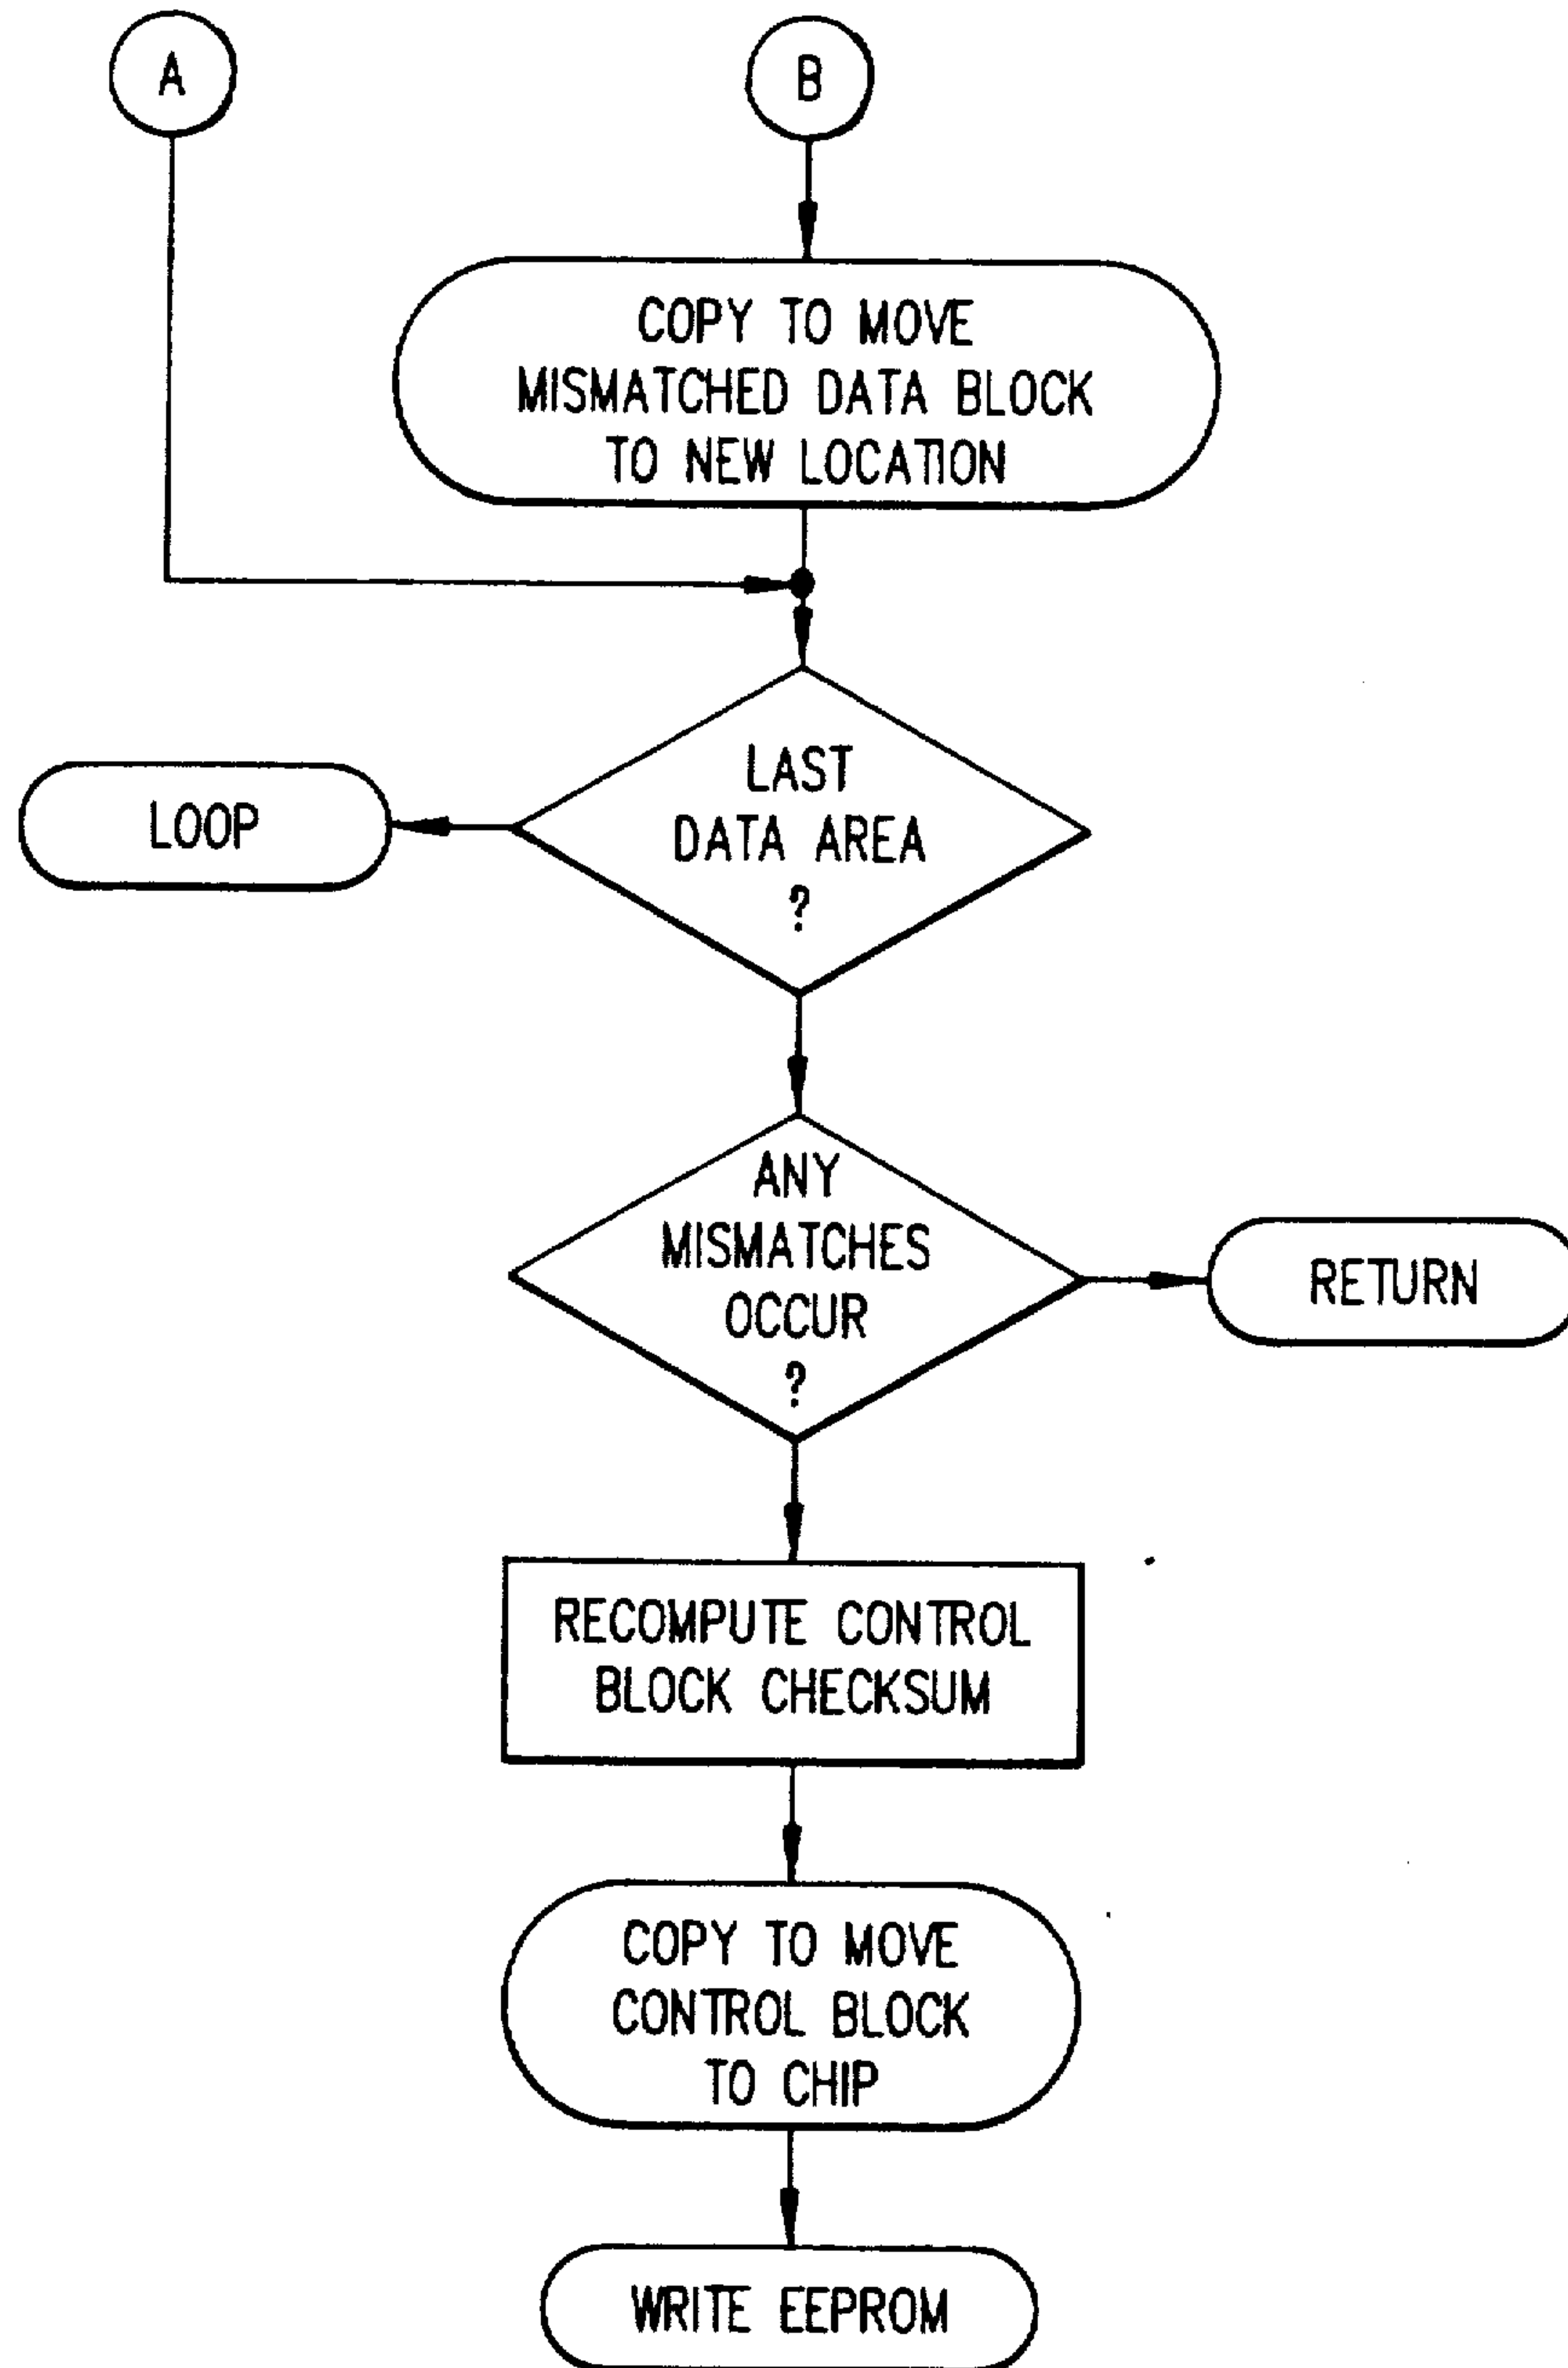 A
B
COPY TO MOVE
MISMATCHED DATA BLOCK
TO NEW LOCATION
LAST
DATA AREA
?
LOOP
ANY
MISMATCHES
OCCUR
?
RETURN
RECOMPUTE CONTROL
BLOCK CHECKSUM
COPY TO MOVE
CONTROL BLOCK
TO CHIP
WRITE EEPROM